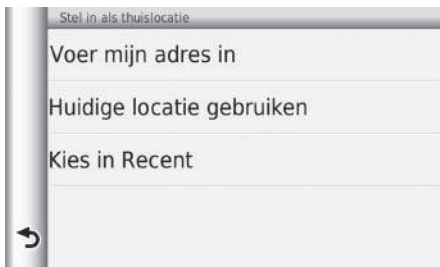 Stel in als thuislocatie
Voer mijn adres in
Huidige locatie gebruiken
Kies in Recent